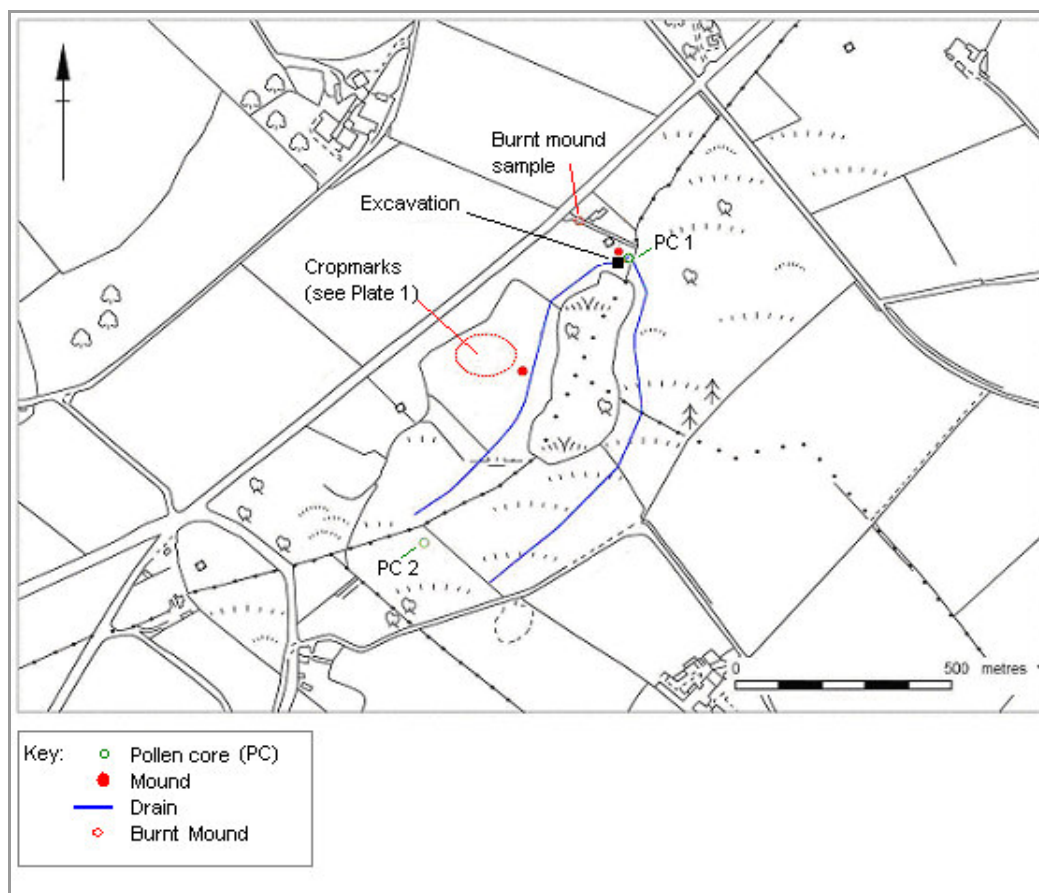 Burnt mound
sample
Excavation
PC 1
Cropmarks
(see Plate 1)
PC 2
0 500 metres
Key:
Pollen core (PC)
Mound
Drain
Burnt Mound